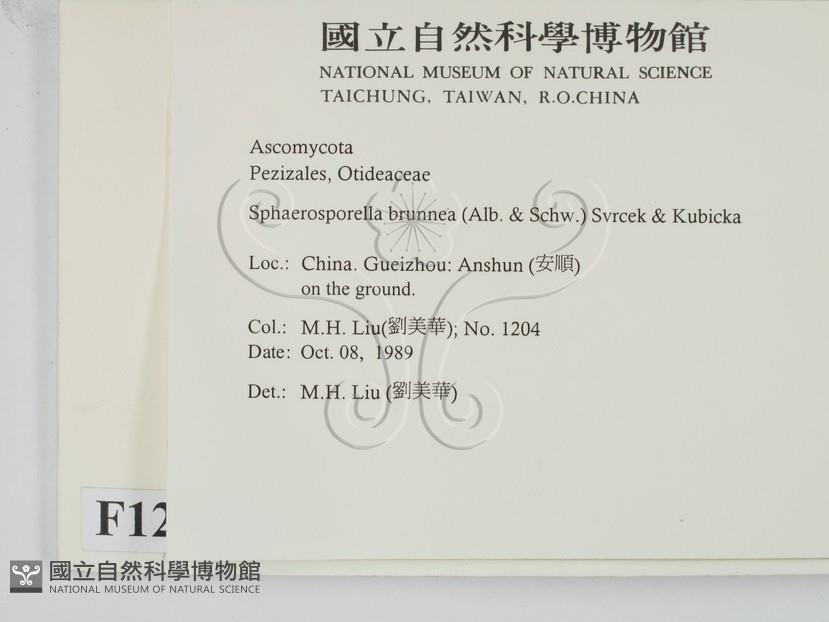 國立自然科學博物館
NATIONAL MUSEUM OF NATURAL SCIENCE
TAICHUNG, TAIWAN, R.O.CHINA
Ascomycota
Pezizales, Otideaceae
Sphaerosporella brunnea (Alb. & Schw.) Svrcek & Kubicka
Loc.: China. Gueizhou: Anshun (安順)
on the ground.
Col.: M.H. Liu(劉美華); No. 1204
Date: Oct. 08, 1989
Det.: M.H. Liu (劉美華)
F12
國立自然科學博物館
NATIONAL MUSEUM OF NATURAL SCIENCE